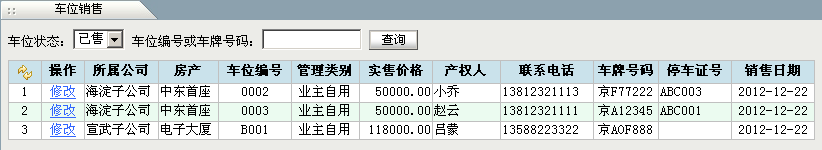 车位销售
车位状态： 已售 车位编号或车牌号码： 查询
操作 所属公司 房产 车位编号 管理类别 实售价格 产权人 联系电话 车牌号码 停车证号 销售日期
1 修改 海淀子公司 中东首座 0002 业主自用 50000.00 小乔 13812321113 京F77222 ABC003 2012-12-22
2 修改 海淀子公司 中东首座 0003 业主自用 50000.00 赵云 13812321111 京A12345 ABC001 2012-12-22
3 修改 宣武子公司 电子大厦 B001 业主自用 118000.00 吕蒙 13588223322 京AOF888 2012-12-22